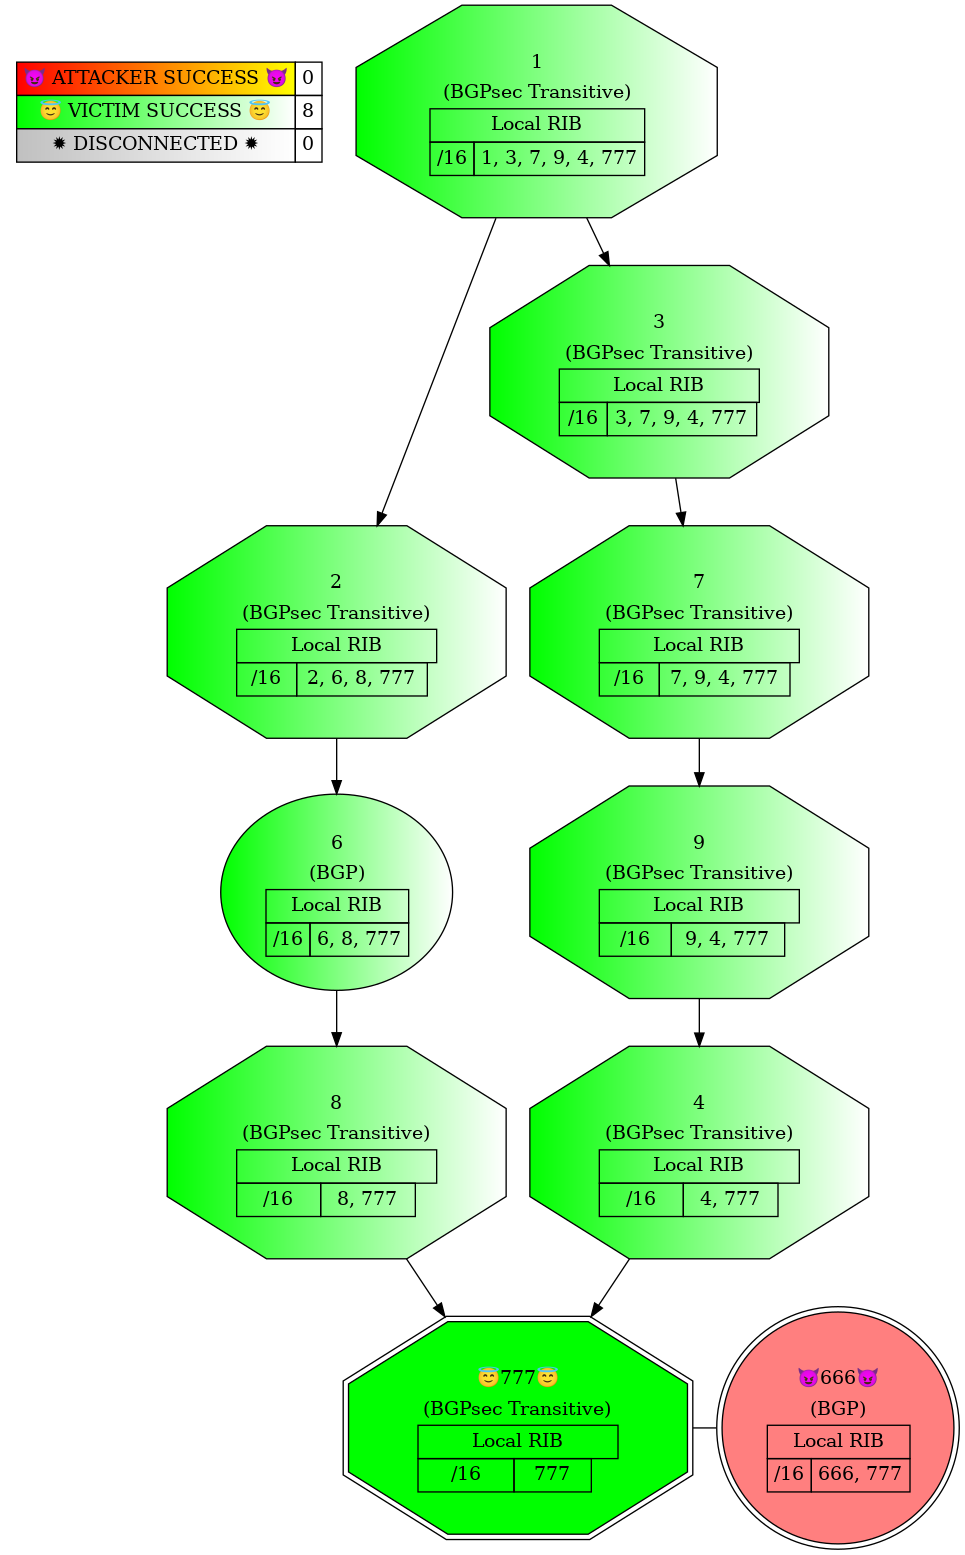 😈 ATTACKER SUCCESS 😈 0
😇 VICTIM SUCCESS 😇 8
✹ DISCONNECTED ✹ 0
1
(BGPsec Transitive)
Local RIB
/16 1, 3, 7, 9, 4, 777
3
(BGPsec Transitive)
Local RIB
/16 3, 7, 9, 4, 777
2
(BGPsec Transitive)
Local RIB
/16 2, 6, 8, 777
7
(BGPsec Transitive)
Local RIB
/16 7, 9, 4, 777
6
(BGP)
Local RIB
/16 6, 8, 777
9
(BGPsec Transitive)
Local RIB
/16 9, 4, 777
8
(BGPsec Transitive)
Local RIB
/16 8, 777
4
(BGPsec Transitive)
Local RIB
/16 4, 777
😇777😇
(BGPsec Transitive)
Local RIB
/16 777
😈666😈
(BGP)
Local RIB
/16 666, 777